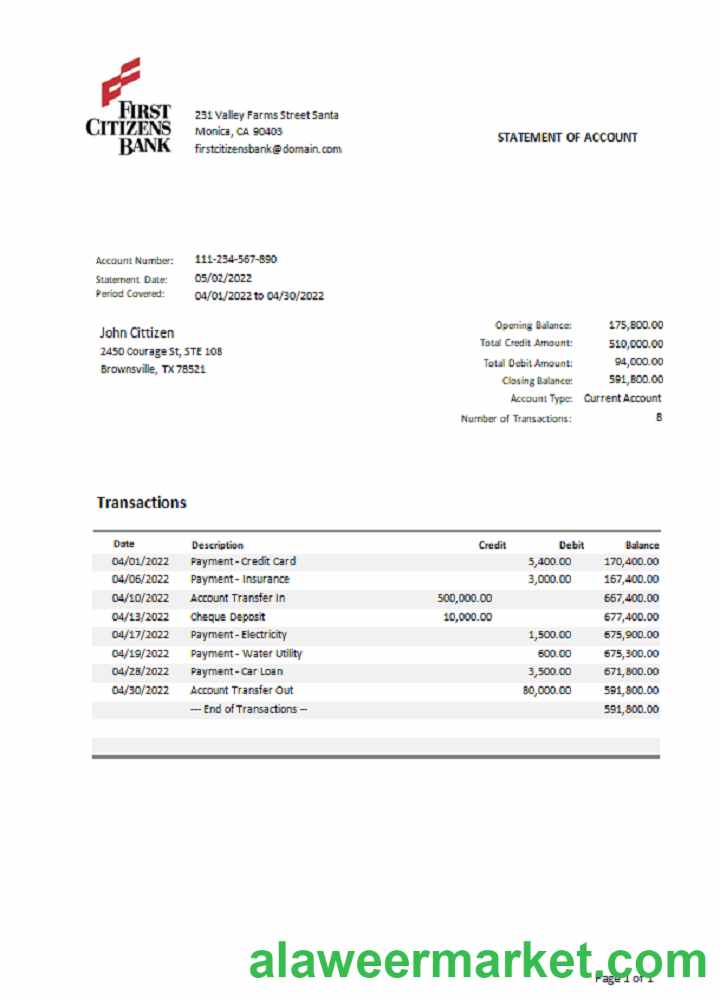 FIRST
CITIZENS
BANK
231 Valley Farms Street Santa
Monica, CA 90403
firstcitizensbank@domain.com
STATEMENT OF ACCOUNT
Account Number: 111-234-567-890
Statement Date: 05/02/2022
Period Covered: 04/01/2022 to 04/30/2022
John Cittizen
2450 Courage St, STE 108
Brownsville, TX 78521
Opening Balance: 175,800.00
Total Credit Amount: 510,000.00
Total Debit Amount: 94,000.00
Closing Balance: 591,800.00
Account Type: Current Account
Number of Transactions: 8
Transactions
Date Description Credit Debit Balance
04/01/2022 Payment - Credit Card 5,400.00 170,400.00
04/06/2022 Payment - Insurance 3,000.00 167,400.00
04/10/2022 Account Transfer In 500,000.00 667,400.00
04/13/2022 Cheque Deposit 10,000.00 677,400.00
04/17/2022 Payment - Electricity 1,500.00 675,900.00
04/19/2022 Payment - Water Utility 600.00 675,300.00
04/28/2022 Payment - Car Loan 3,500.00 671,800.00
04/30/2022 Account Transfer Out 80,000.00 591,800.00
--- End of Transactions -- 591,800.00
alaweermarket.com
Page 1 of 1